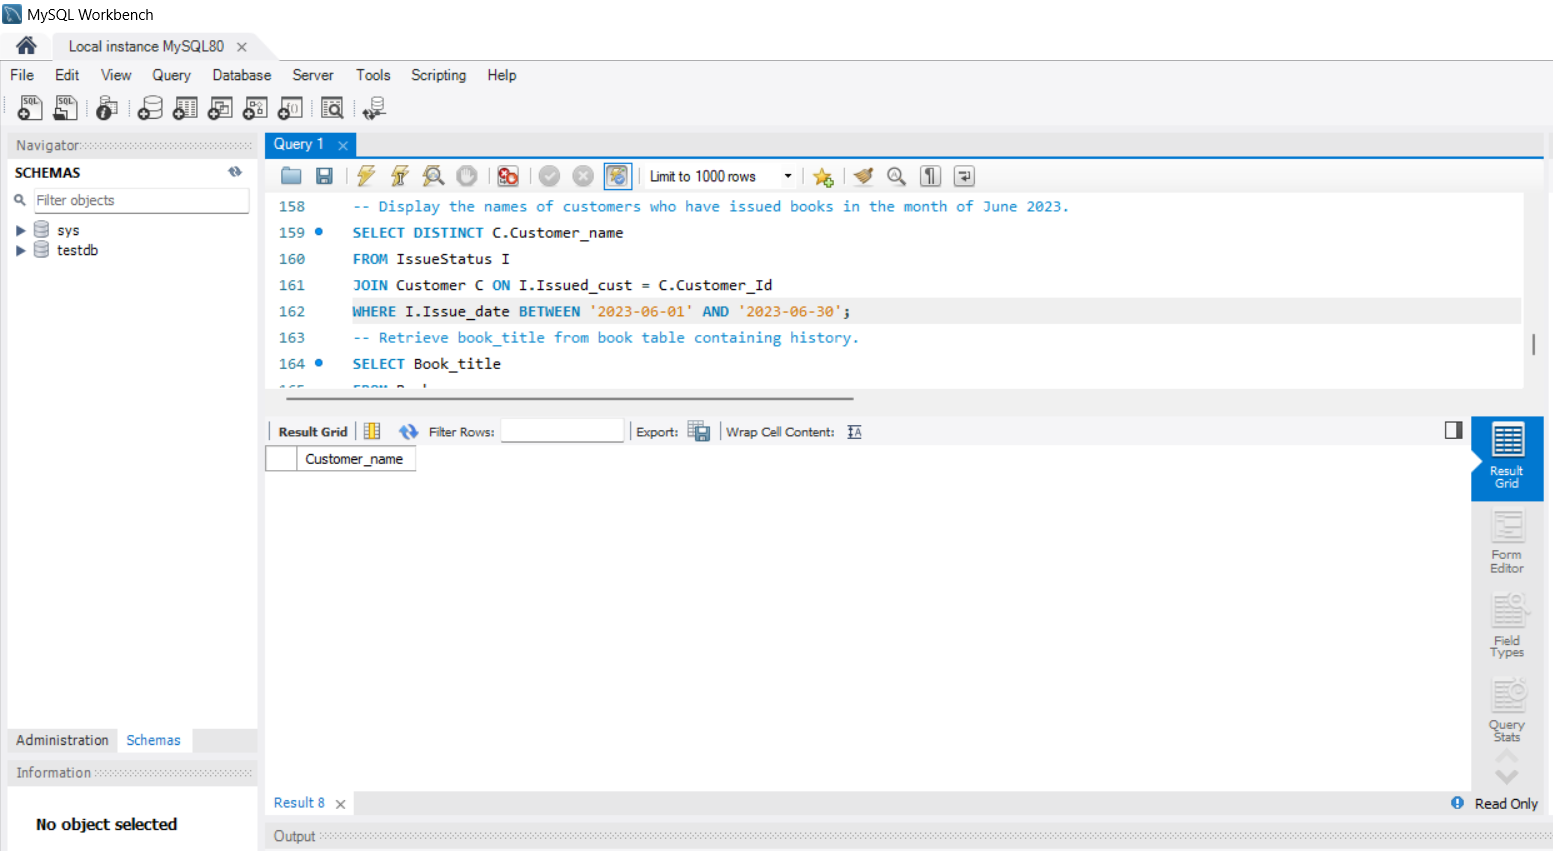 MySQL Workbench
Local instance MySQL80
File Edit View Query Database Server Tools Scripting Help
Navigator
SCHEMAS
Filter objects
sys
testdb
Administration Schemas
Information
No object selected
Query 1
Limit to 1000 rows
158 -- Display the names of customers who have issued books in the month of June 2023.
159 SELECT DISTINCT C.Customer_name
160 FROM IssueStatus I
161 JOIN Customer C ON I.Issued_cust = C.Customer_Id
162 WHERE I.Issue_date BETWEEN '2023-06-01' AND '2023-06-30';
163 -- Retrieve book_title from book table containing history.
164 SELECT Book_title
Result Grid Filter Rows: Export: Wrap Cell Content:
Customer_name
Result Grid
Form Editor
Field Types
Query Stats
Result 8
Read Only
Output